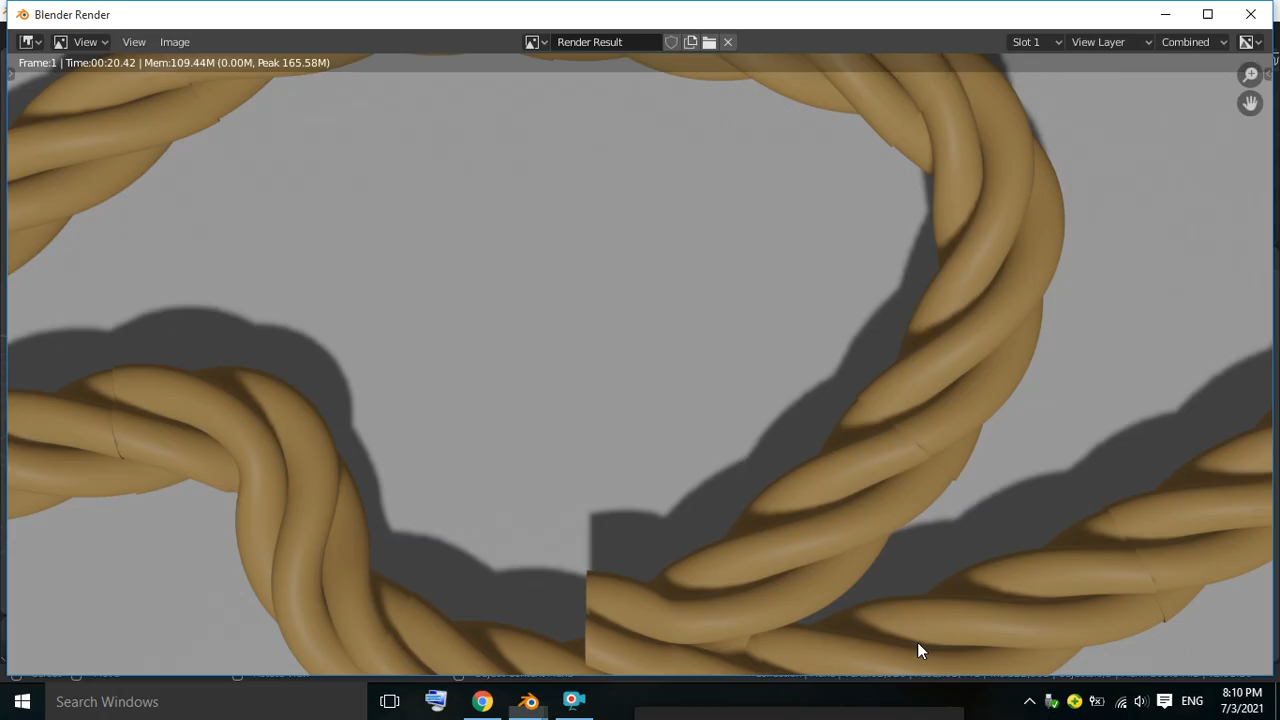 Blender Render
View View Image Render Result Slot 1 View Layer Combined
Frame:1 | Time:00:20.42 | Mem:109.44M (0.00M, Peak 165.58M)
Search Windows
ENG
8:10 PM
7/3/2021